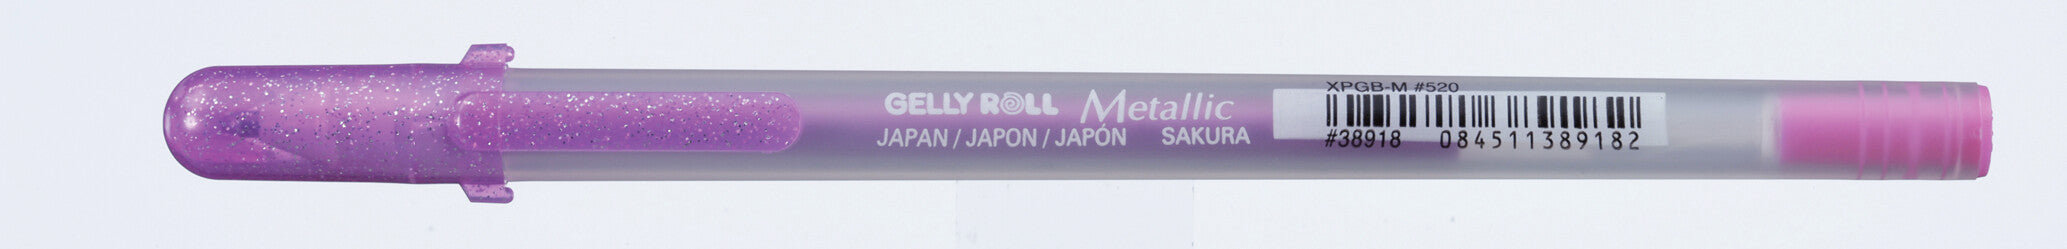 GELLY ROLL Metallic
JAPAN / JAPON / JAPÓN SAKURA
XPGB-M #520
#38918 084511389182